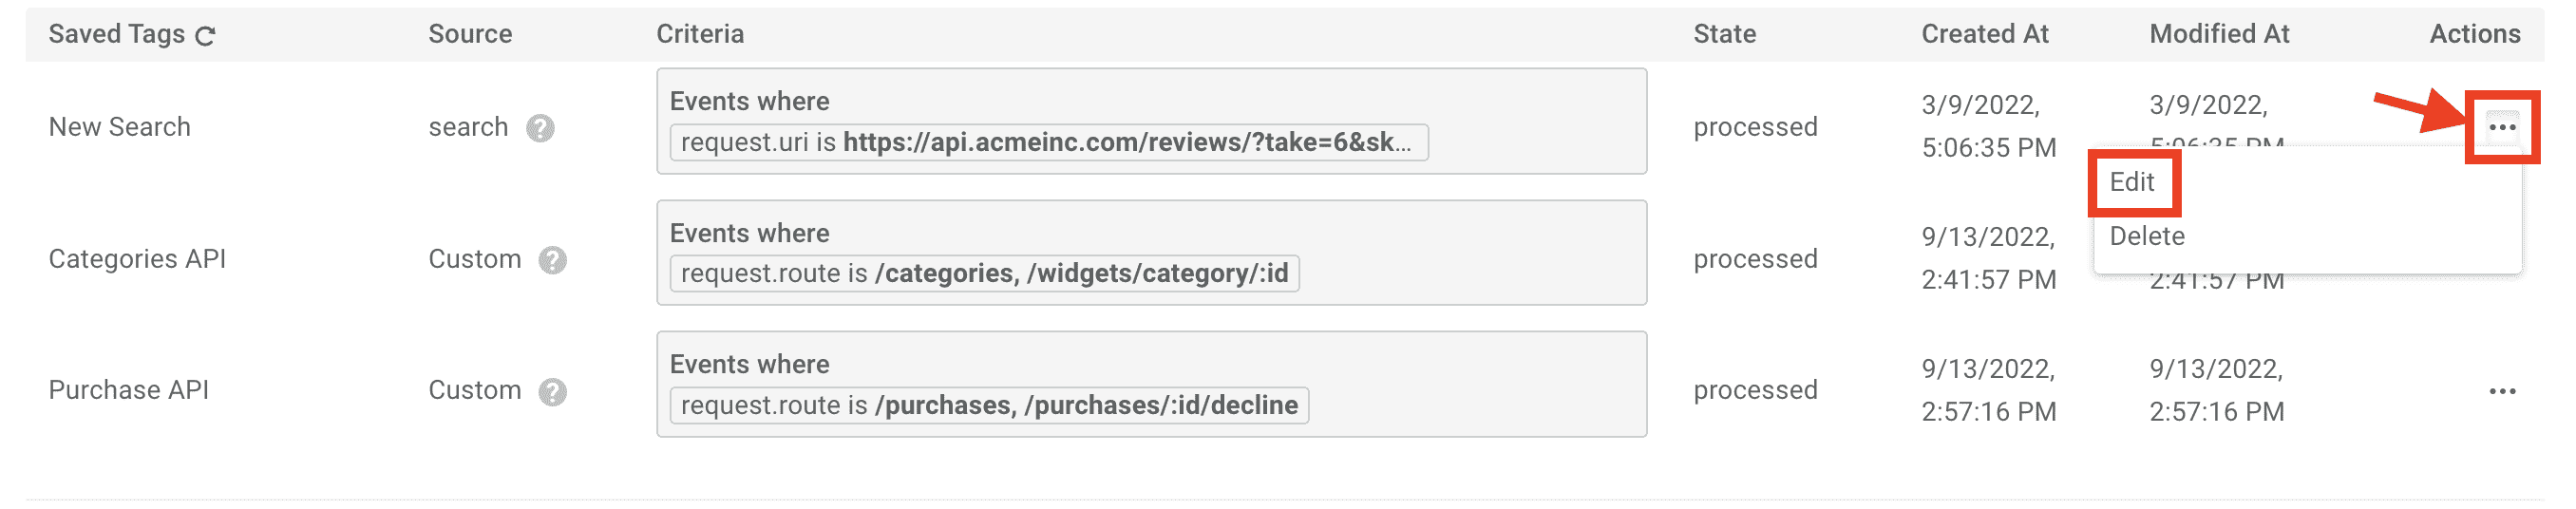 Saved Tags Source Criteria State Created At Modified At Actions
New Search search ? Events where
request.uri is https://api.acmeinc.com/reviews/?take=6&sk... processed 3/9/2022,
5:06:35 PM 3/9/2022,
5:06:35 PM ...
Edit
Delete
Categories API Custom ? Events where
request.route is /categories, /widgets/category/:id processed 9/13/2022,
2:41:57 PM
2:41:57 PM
Purchase API Custom ? Events where
request.route is /purchases, /purchases/:id/decline processed 9/13/2022,
2:57:16 PM 9/13/2022,
2:57:16 PM ...